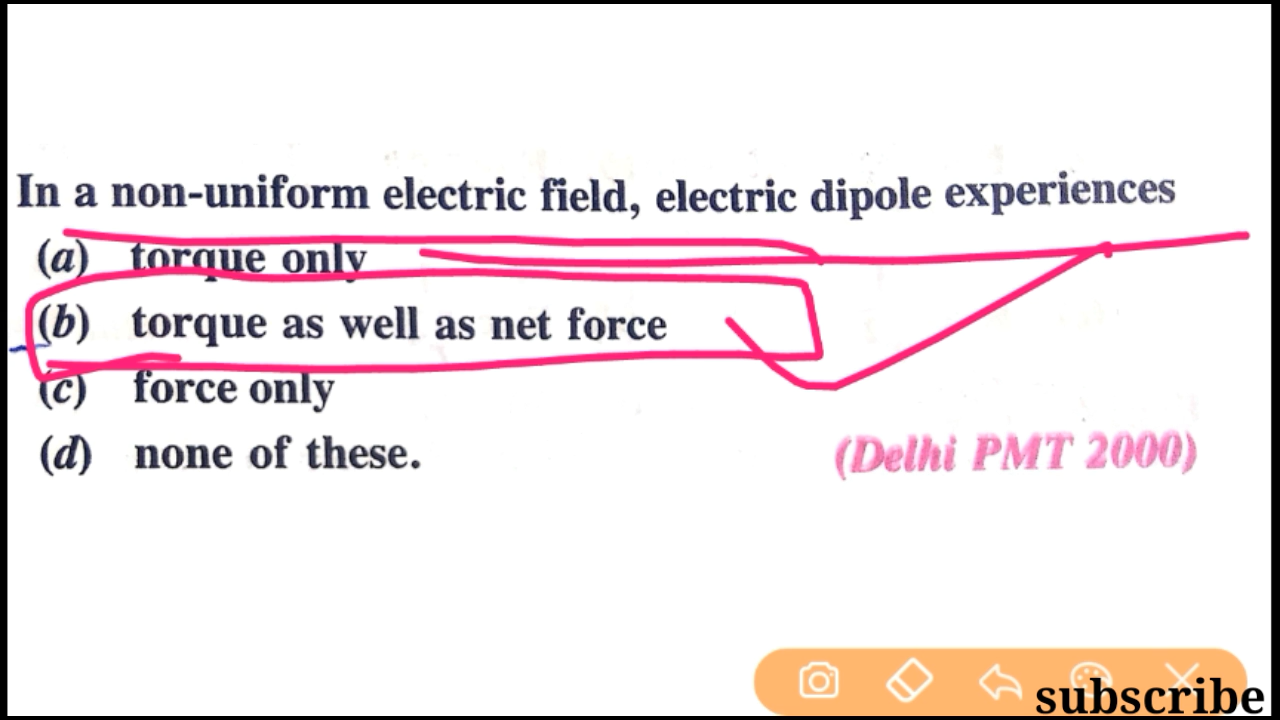 In a non-uniform electric field, electric dipole experiences
(a) torque only
(b) torque as well as net force
(c) force only
(d) none of these.
(Delhi PMT 2000)
subscribe